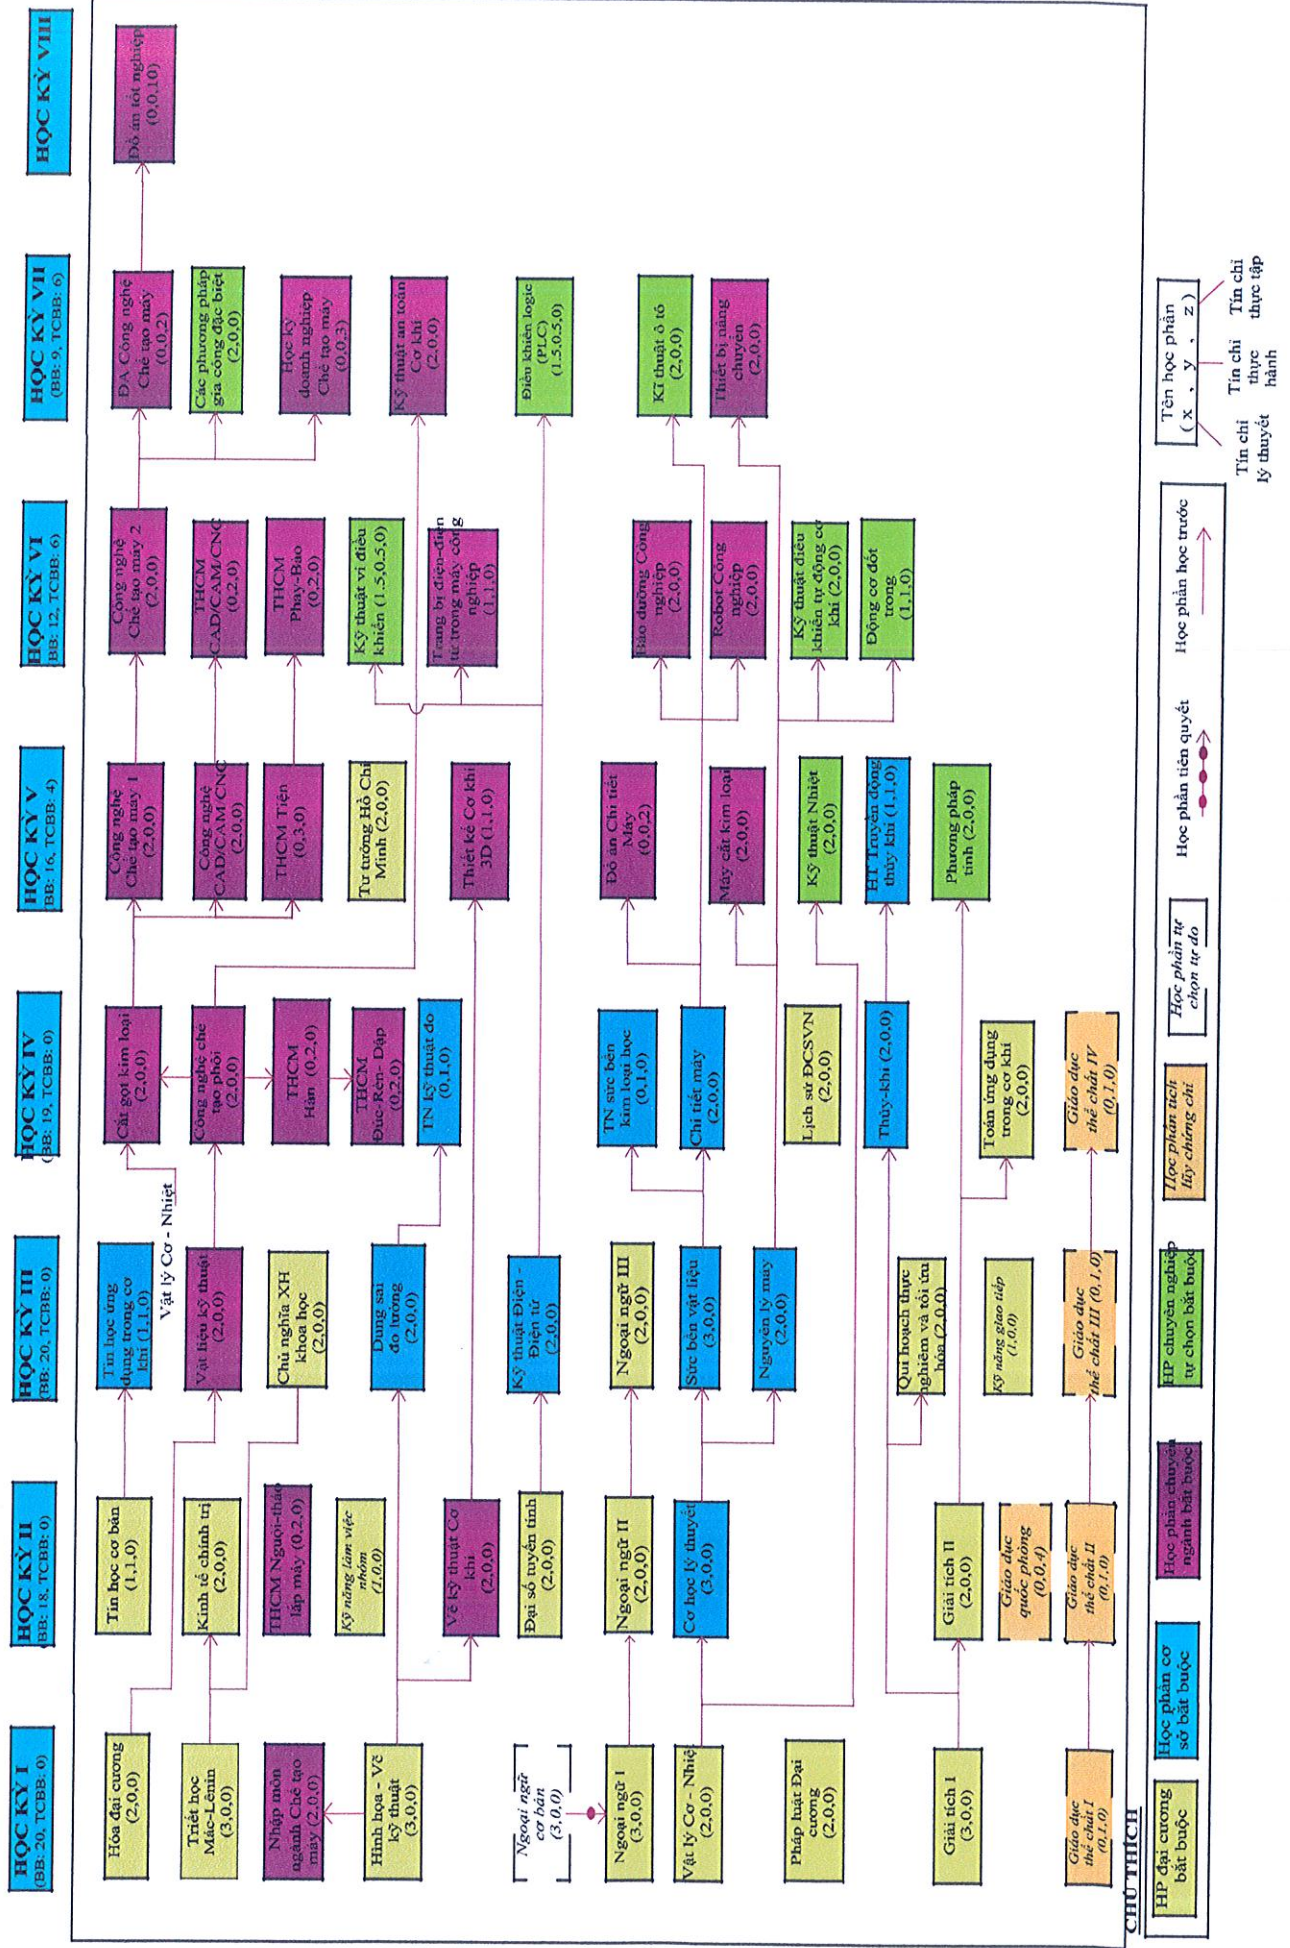 HỌC KỲ I
(BB: 20, TCBB: 0)
HỌC KỲ II
(BB: 18, TCBB: 0)
HỌC KỲ III
(BB: 20, TCBB: 0)
HỌC KỲ IV
(BB: 19, TCBB: 0)
HỌC KỲ V
(BB: 16, TCBB: 4)
HỌC KỲ VI
(BB: 12, TCBB: 6)
HỌC KỲ VII
(BB: 9, TCBB: 6)
HỌC KỲ VIII
Hóa đại cương
(2,0,0)
Triết học
Mác-Lênin
(3,0,0)
Nhập môn
ngành Chế tạo
máy (2,0,0)
Hình họa - Vẽ
kỹ thuật
(3,0,0)
Ngoại ngữ
cơ bản
(3,0,0)
Ngoại ngữ I
(3,0,0)
Vật lý Cơ - Nhiệ
(2,0,0)
Pháp luật Đại
cương
(2,0,0)
Giải tích I
(3,0,0)
Giáo dục
thể chất I
(0,1,0)
Tin học cơ bản
(1,1,0)
Kinh tế chính trị
(2,0,0)
THCM Nguội-tháo
lắp máy (0,2,0)
Kỹ năng làm việc
nhóm
(1,0,0)
Vẽ kỹ thuật Cơ
khí
(2,0,0)
Đại số tuyến tính
(2,0,0)
Ngoại ngữ II
(2,0,0)
Cơ học lý thuyết
(3,0,0)
Giải tích II
(2,0,0)
Giáo dục
quốc phòng
(0,0,4)
Giáo dục
thể chất II
(0,1,0)
Tin học ứng
dụng trong cơ
khí (1,1,0)
Vật lý Cơ - Nhiệt
Vật liệu kỹ thuật
(2,0,0)
Chủ nghĩa XH
khoa học
(2,0,0)
Dung sai
đo lường
(2,0,0)
Kỹ thuật Điện -
Điện tử
(2,0,0)
Ngoại ngữ III
(2,0,0)
Sức bền vật liệu
(3,0,0)
Nguyên lý máy
(2,0,0)
Qui hoạch thực
nghiệm và tối ưu
hóa (2,0,0)
Kỹ năng giao tiếp
(1,0,0)
Giáo dục
thể chất III (0,1,0)
Cắt gọt kim loại
(2,0,0)
Công nghệ chế
tạo phôi
(2,0,0)
THCM
Hàn (0,2,0)
THCM
Đúc-Rèn- Dập
(0,2,0)
TN kỹ thuật đo
(0,1,0)
TN sức bền
kim loại học
(0,1,0)
Chi tiết máy
(2,0,0)
Lịch sử ĐCSVN
(2,0,0)
Thủy-khí (2,0,0)
Toán ứng dụng
trong cơ khí
(2,0,0)
Giáo dục
thể chất IV
(0,1,0)
Công nghệ
Chế tạo máy 1
(2,0,0)
Công nghệ
CAD/CAM/CNC
(2,0,0)
THCM Tiện
(0,3,0)
Tư tưởng Hồ Chí
Minh (2,0,0)
Thiết kế Cơ khí
3D (1,1,0)
Đồ án Chi tiết
Máy
(0,0,2)
Máy cắt kim loại
(2,0,0)
Kỹ thuật Nhiệt
(2,0,0)
HT Truyền động
thủy khí (1,1,0)
Phương pháp
tính (2,0,0)
Công nghệ
Chế tạo máy 2
(2,0,0)
THCM
CAD/CAM/CNC
(0,2,0)
THCM
Phay-Bào
(0,2,0)
Kỹ thuật vi điều
khiển (1.5,0.5,0)
Trang bị điện-điện
tử trong máy công
nghiệp
(1,1,0)
Bảo dưỡng Công
nghiệp
(2,0,0)
Robot Công
nghiệp
(2,0,0)
Kỹ thuật điều
khiển tự động cơ
khí (2,0,0)
Động cơ đốt
trong
(1,1,0)
ĐA Công nghệ
Chế tạo máy
(0,0,2)
Các phương pháp
gia công đặc biệt
(2,0,0)
Học kỳ
doanh nghiệp
Chế tạo máy
(0,0,3)
Kỹ thuật an toàn
Cơ khí
(2,0,0)
Điều khiển logic
(PLC)
(1.5.0.5,0)
Kĩ thuật ô tô
(2,0,0)
Thiết bị nâng
chuyển
(2,0,0)
Đồ án tốt nghiệp
(0,0,10)
CHÚ THÍCH
HP đại cương
bắt buộc
Học phần cơ
sở bắt buộc
Học phần chuyên
ngành bắt buộc
HP chuyên nghiệp
tự chọn bắt buộc
Học phần tích
lũy chứng chỉ
Học phần tự
chọn tự do
Học phần tiên quyết
Học phần học trước
Tên học phần
(x , y , z)
Tín chỉ
lý thuyết
Tín chỉ
thực
hành
Tín chỉ
thực tập